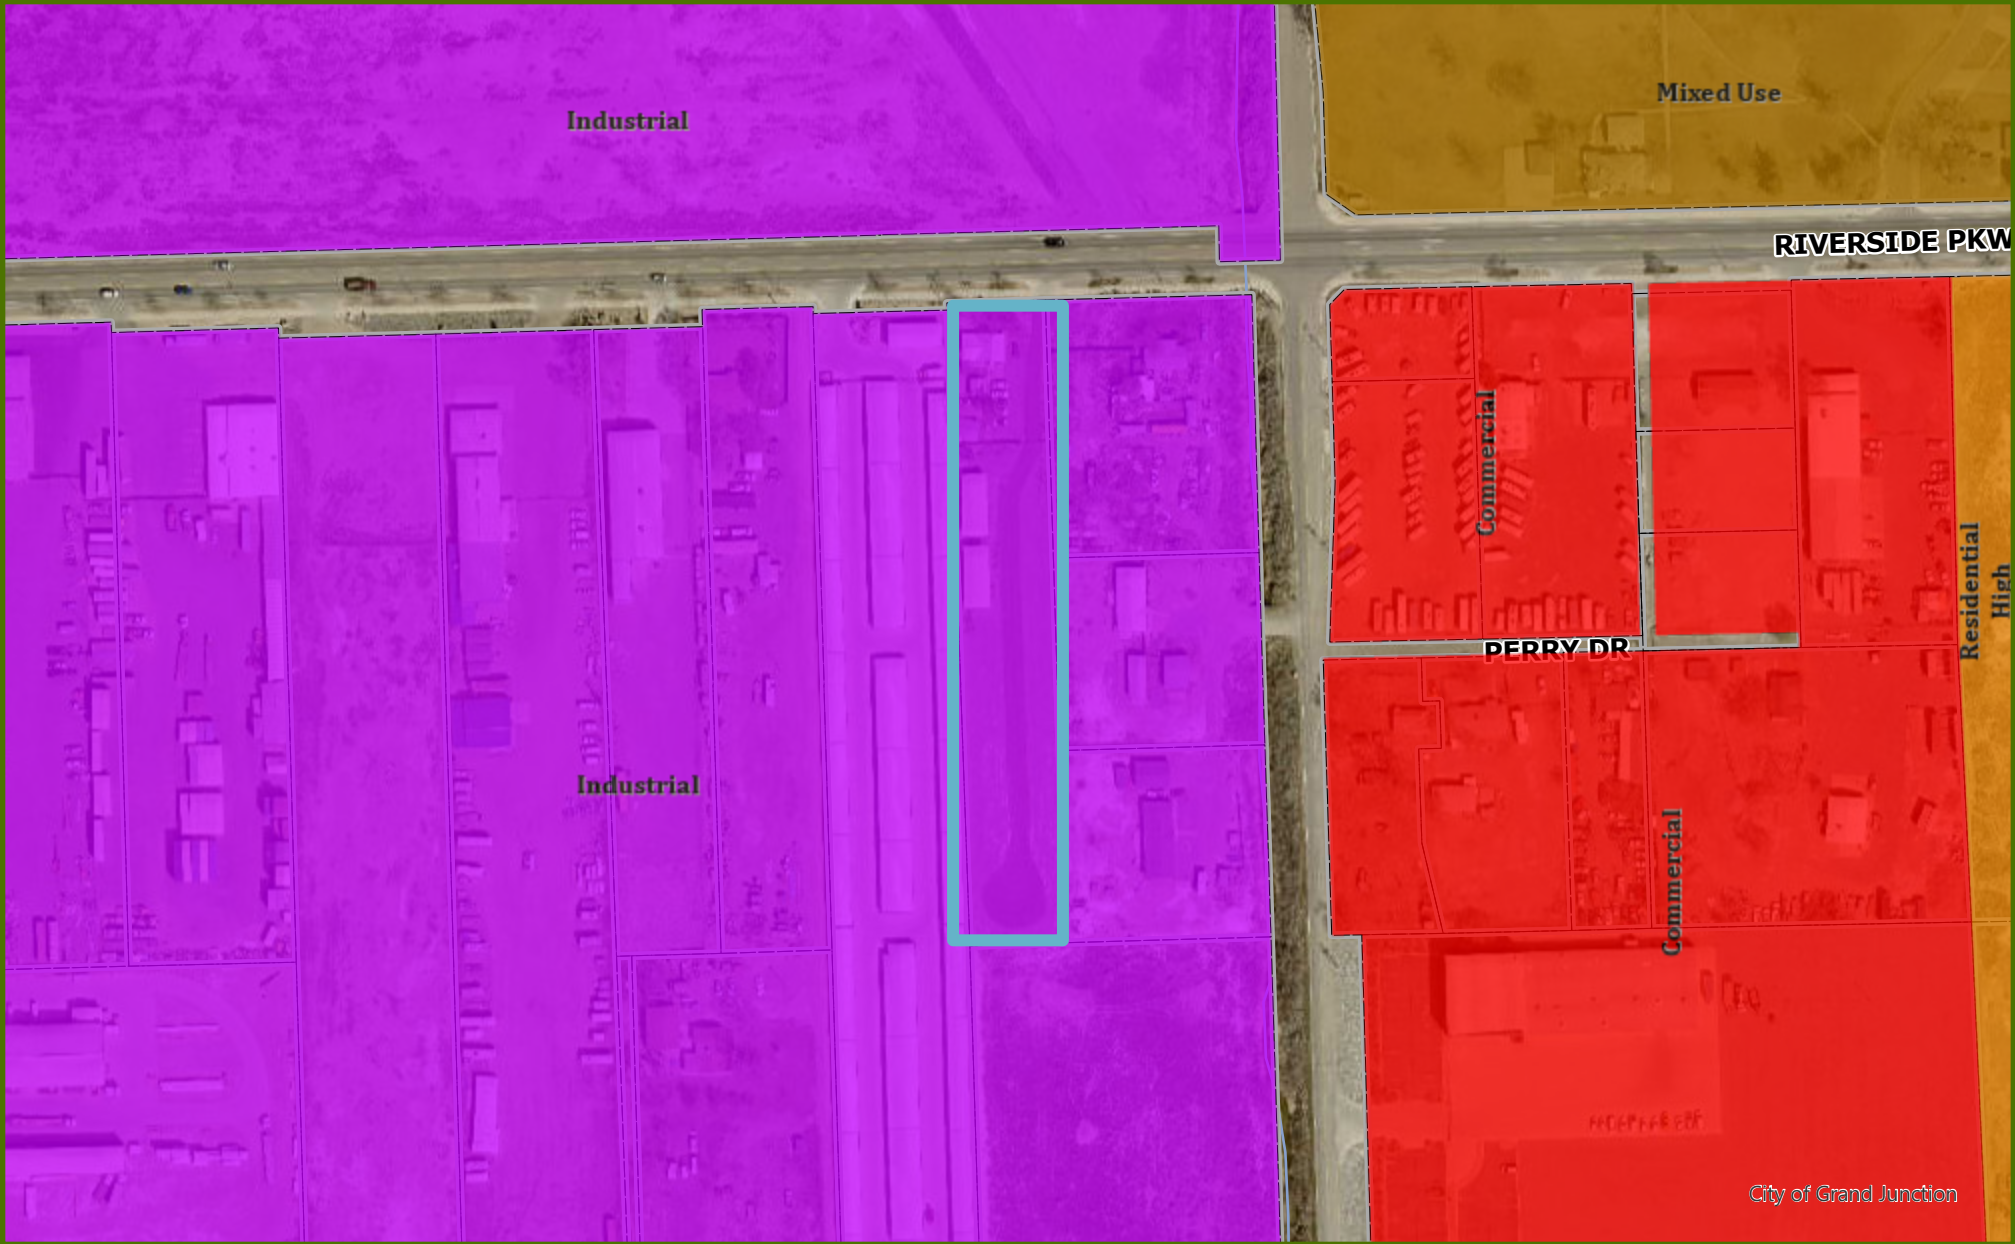 Mixed Use
Industrial
RIVERSIDE PKW
Commercial
Residential
High
PERRY DR
Industrial
Commercial
City of Grand Junction